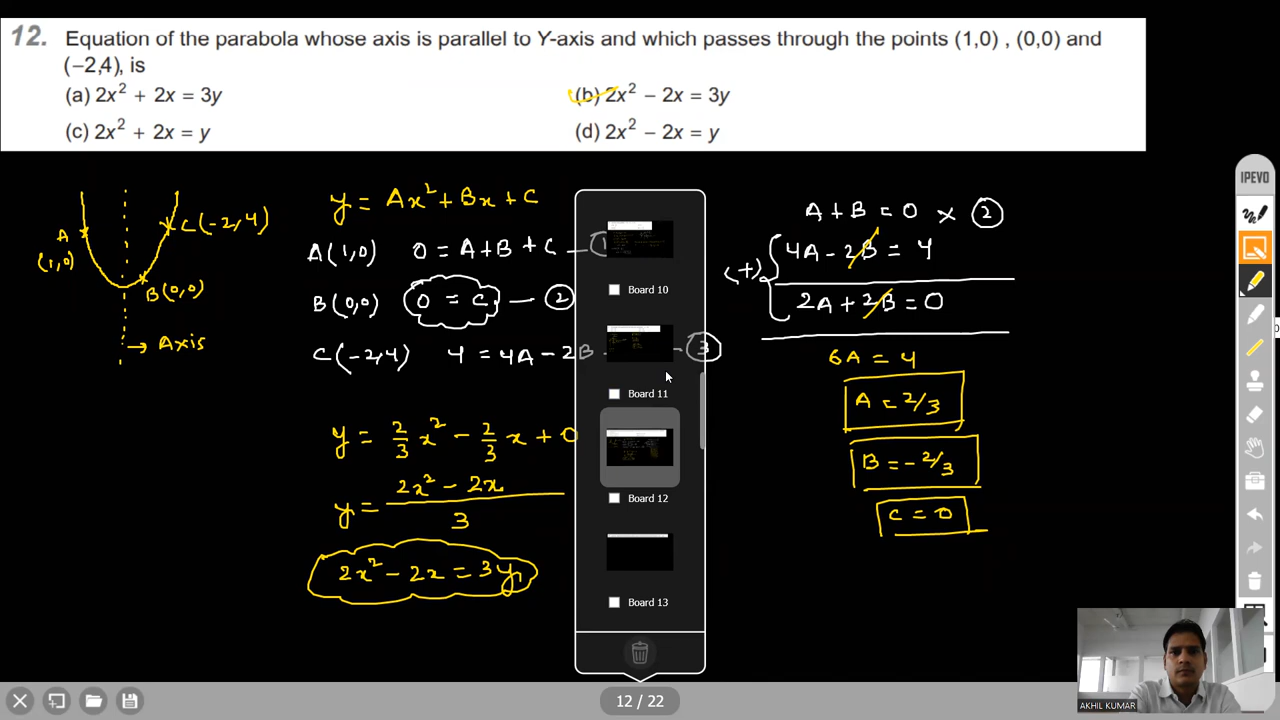 12. Equation of the parabola whose axis is parallel to Y-axis and which passes through the points (1,0) , (0,0) and
(−2,4), is
(a) 2x² + 2x = 3y
(b) 2x² − 2x = 3y
(c) 2x² + 2x = y
(d) 2x² − 2x = y
A
(1,0)
C(-2,4)
B(0,0)
→ Axis
y = Ax² + Bx + C
A(1,0) 0 = A+B+C — 1
B(0,0) 0 = C — 2
C(-2,4) 4 = 4A-2B - 3
y = 2/3 x² - 2/3 x + 0
y = 2x² - 2x
3
2x² - 2x = 3y
Board 10
Board 11
Board 12
Board 13
12 / 22
A+B = 0 × 2
4A - 2B = 4
(+)
2A + 2B = 0
6A = 4
A = 2/3
B = -2/3
C = 0
IPEVO
AKHIL KUMAR